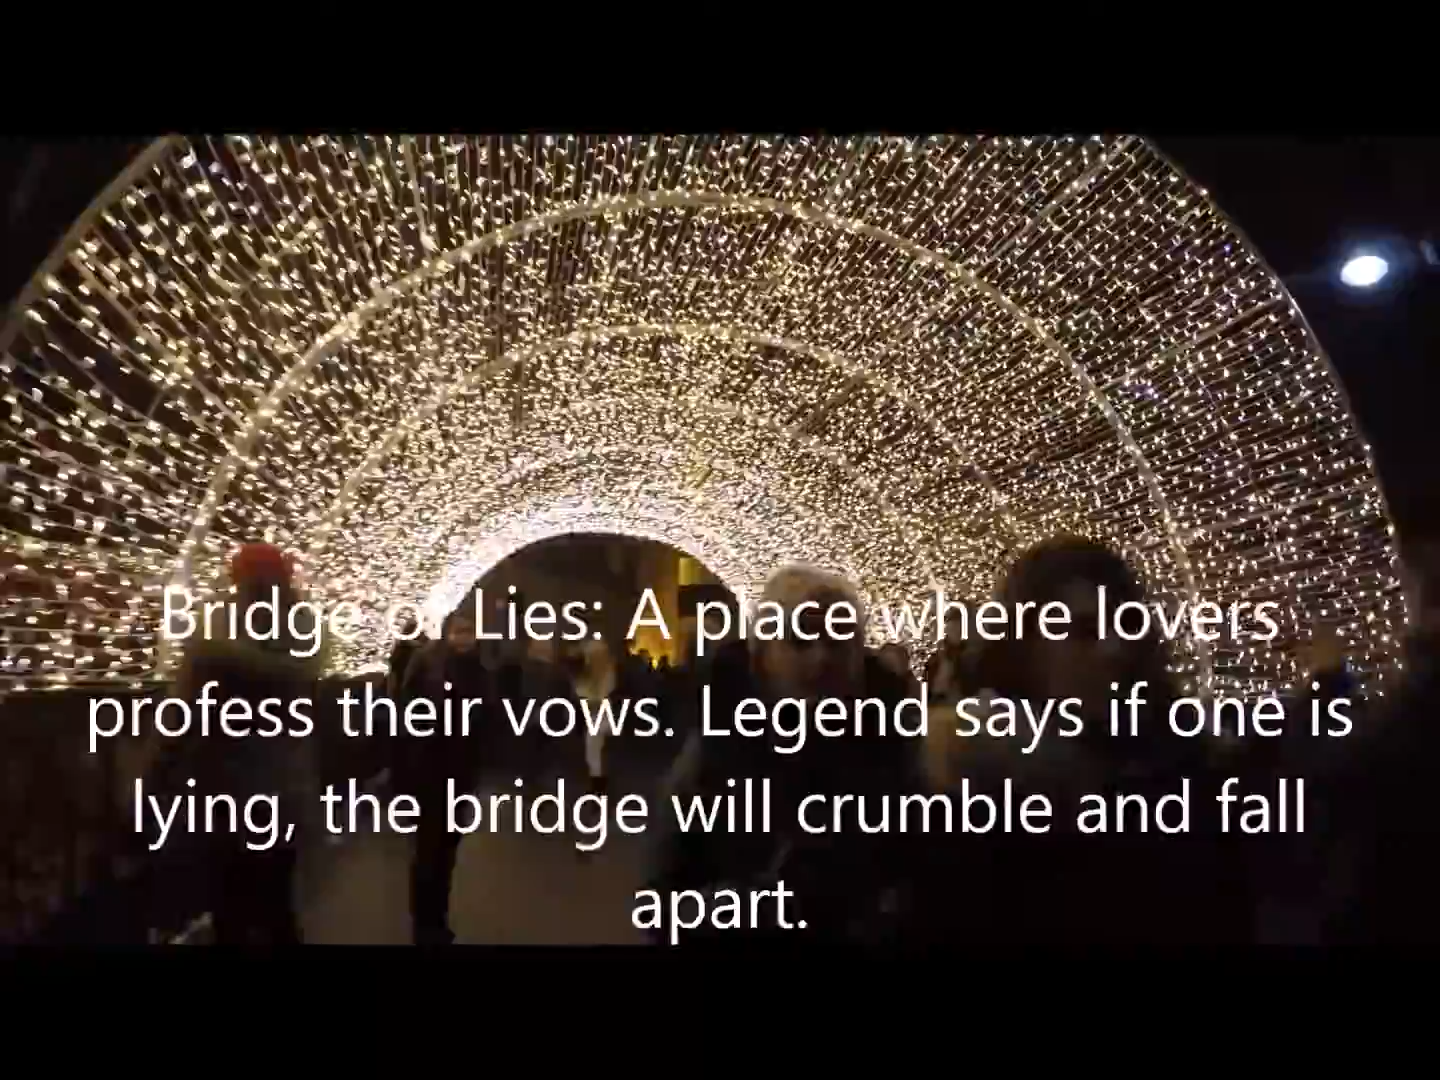 Bridge of Lies: A place where lovers
profess their vows. Legend says if one is
lying, the bridge will crumble and fall
apart.